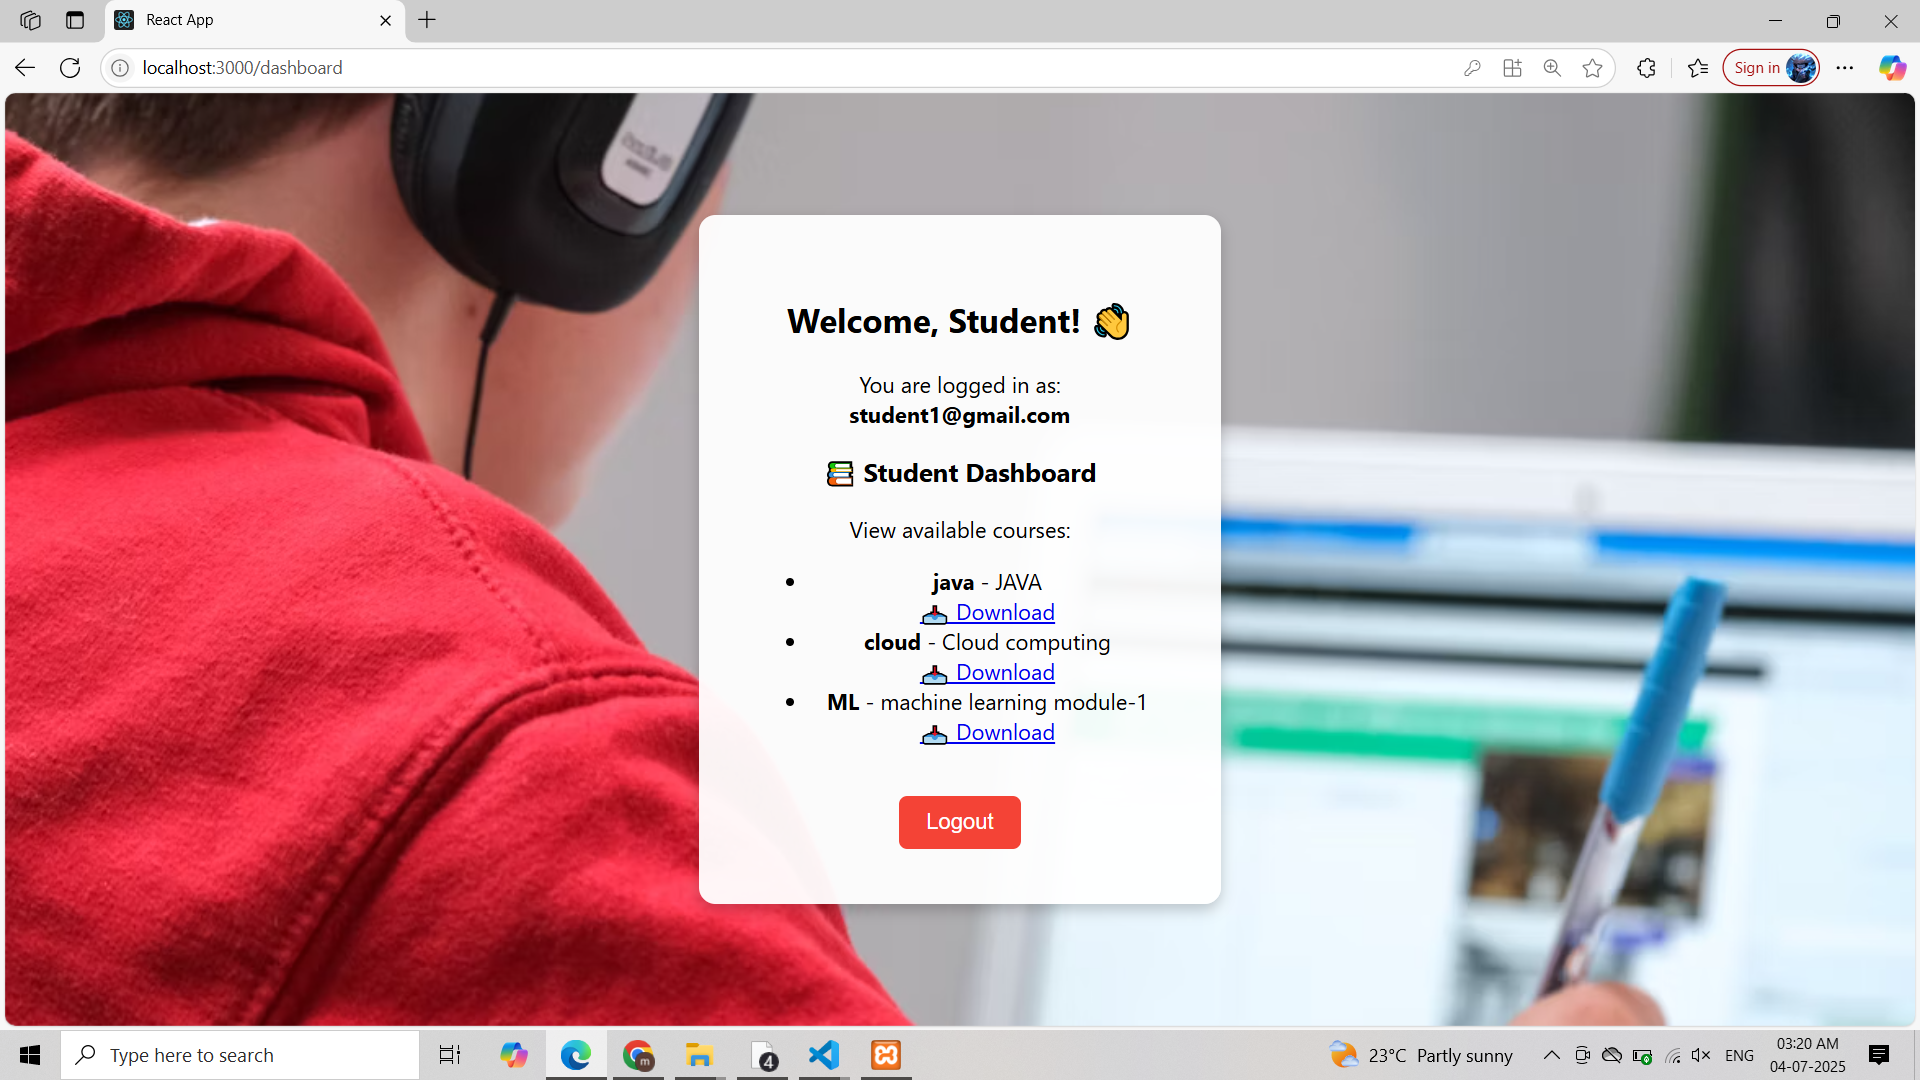 React App
localhost:3000/dashboard
Sign in
Welcome, Student! 👋
You are logged in as:
student1@gmail.com
📚 Student Dashboard
View available courses:
java - JAVA
📥 Download
cloud - Cloud computing
📥 Download
ML - machine learning module-1
📥 Download
Logout
Type here to search
m
4
23°C Partly sunny
ENG
03:20 AM
04-07-2025